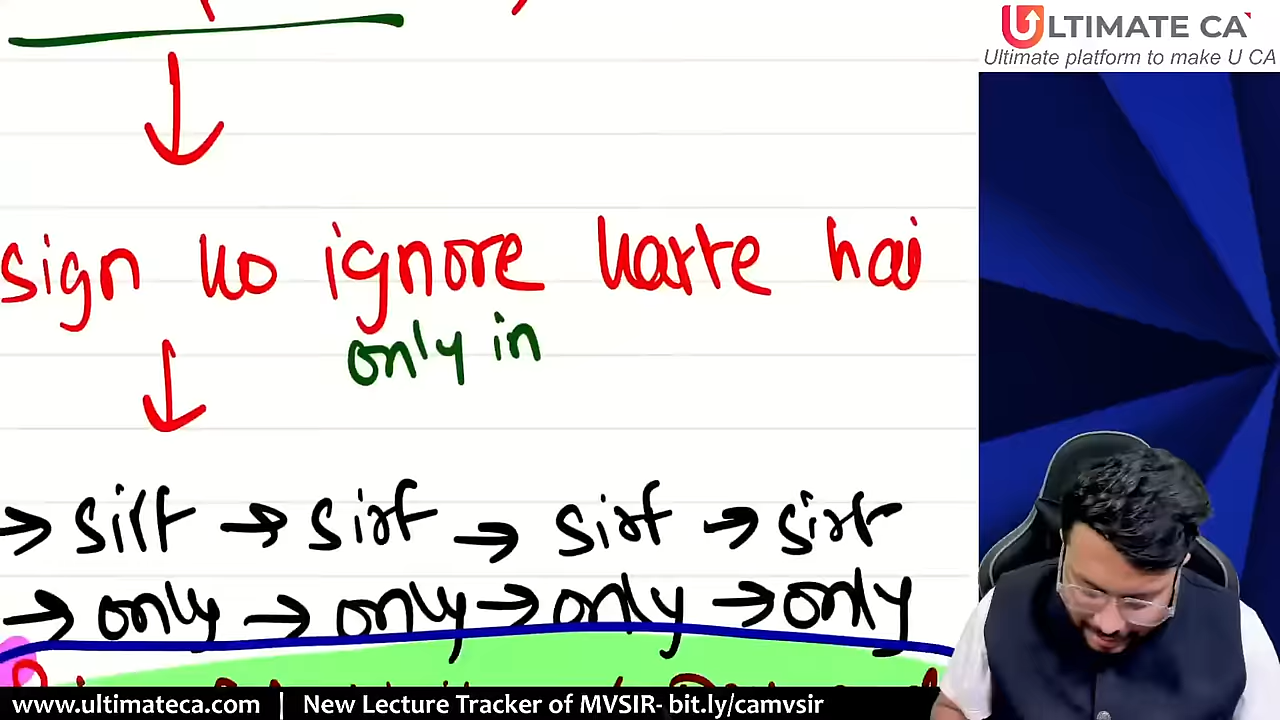 ULTIMATE CA
Ultimate platform to make U CA
sign ko ignore karte hai
only in
→ sirf → sirf → sirf → sirf
→ only → only → only → only
www.ultimateca.com | New Lecture Tracker of MVSIR- bit.ly/camvsir